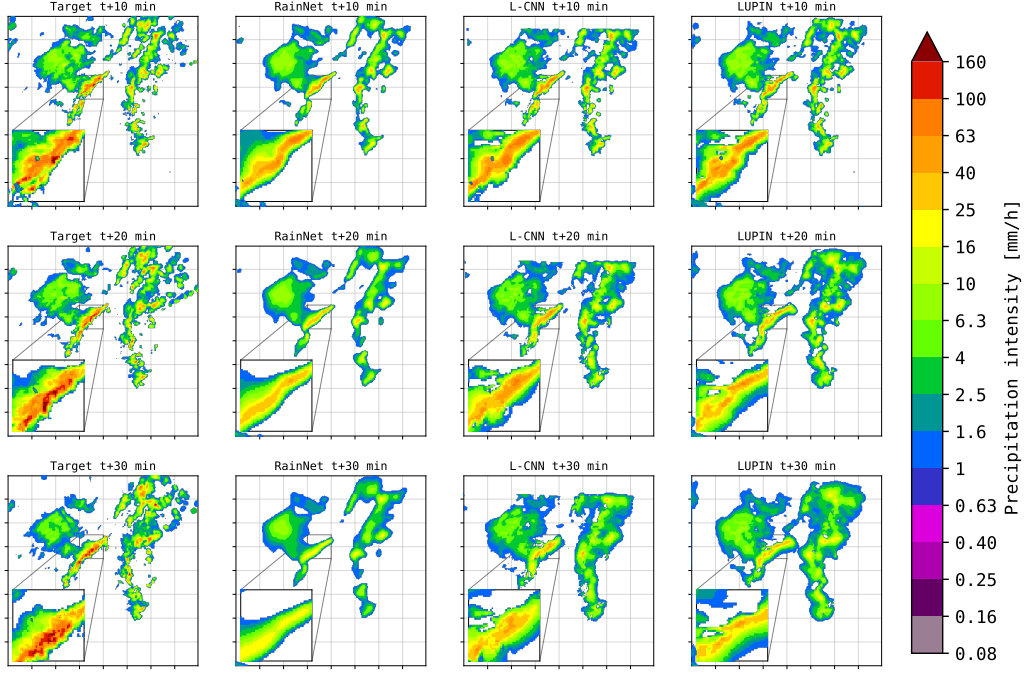 Target t+10 min
RainNet t+10 min
L-CNN t+10 min
LUPIN t+10 min
Target t+20 min
RainNet t+20 min
L-CNN t+20 min
LUPIN t+20 min
Target t+30 min
RainNet t+30 min
L-CNN t+30 min
LUPIN t+30 min
160
100
63
40
25
16
10
6.3
4
2.5
1.6
1
0.63
0.40
0.25
0.16
0.08
Precipitation intensity [mm/h]